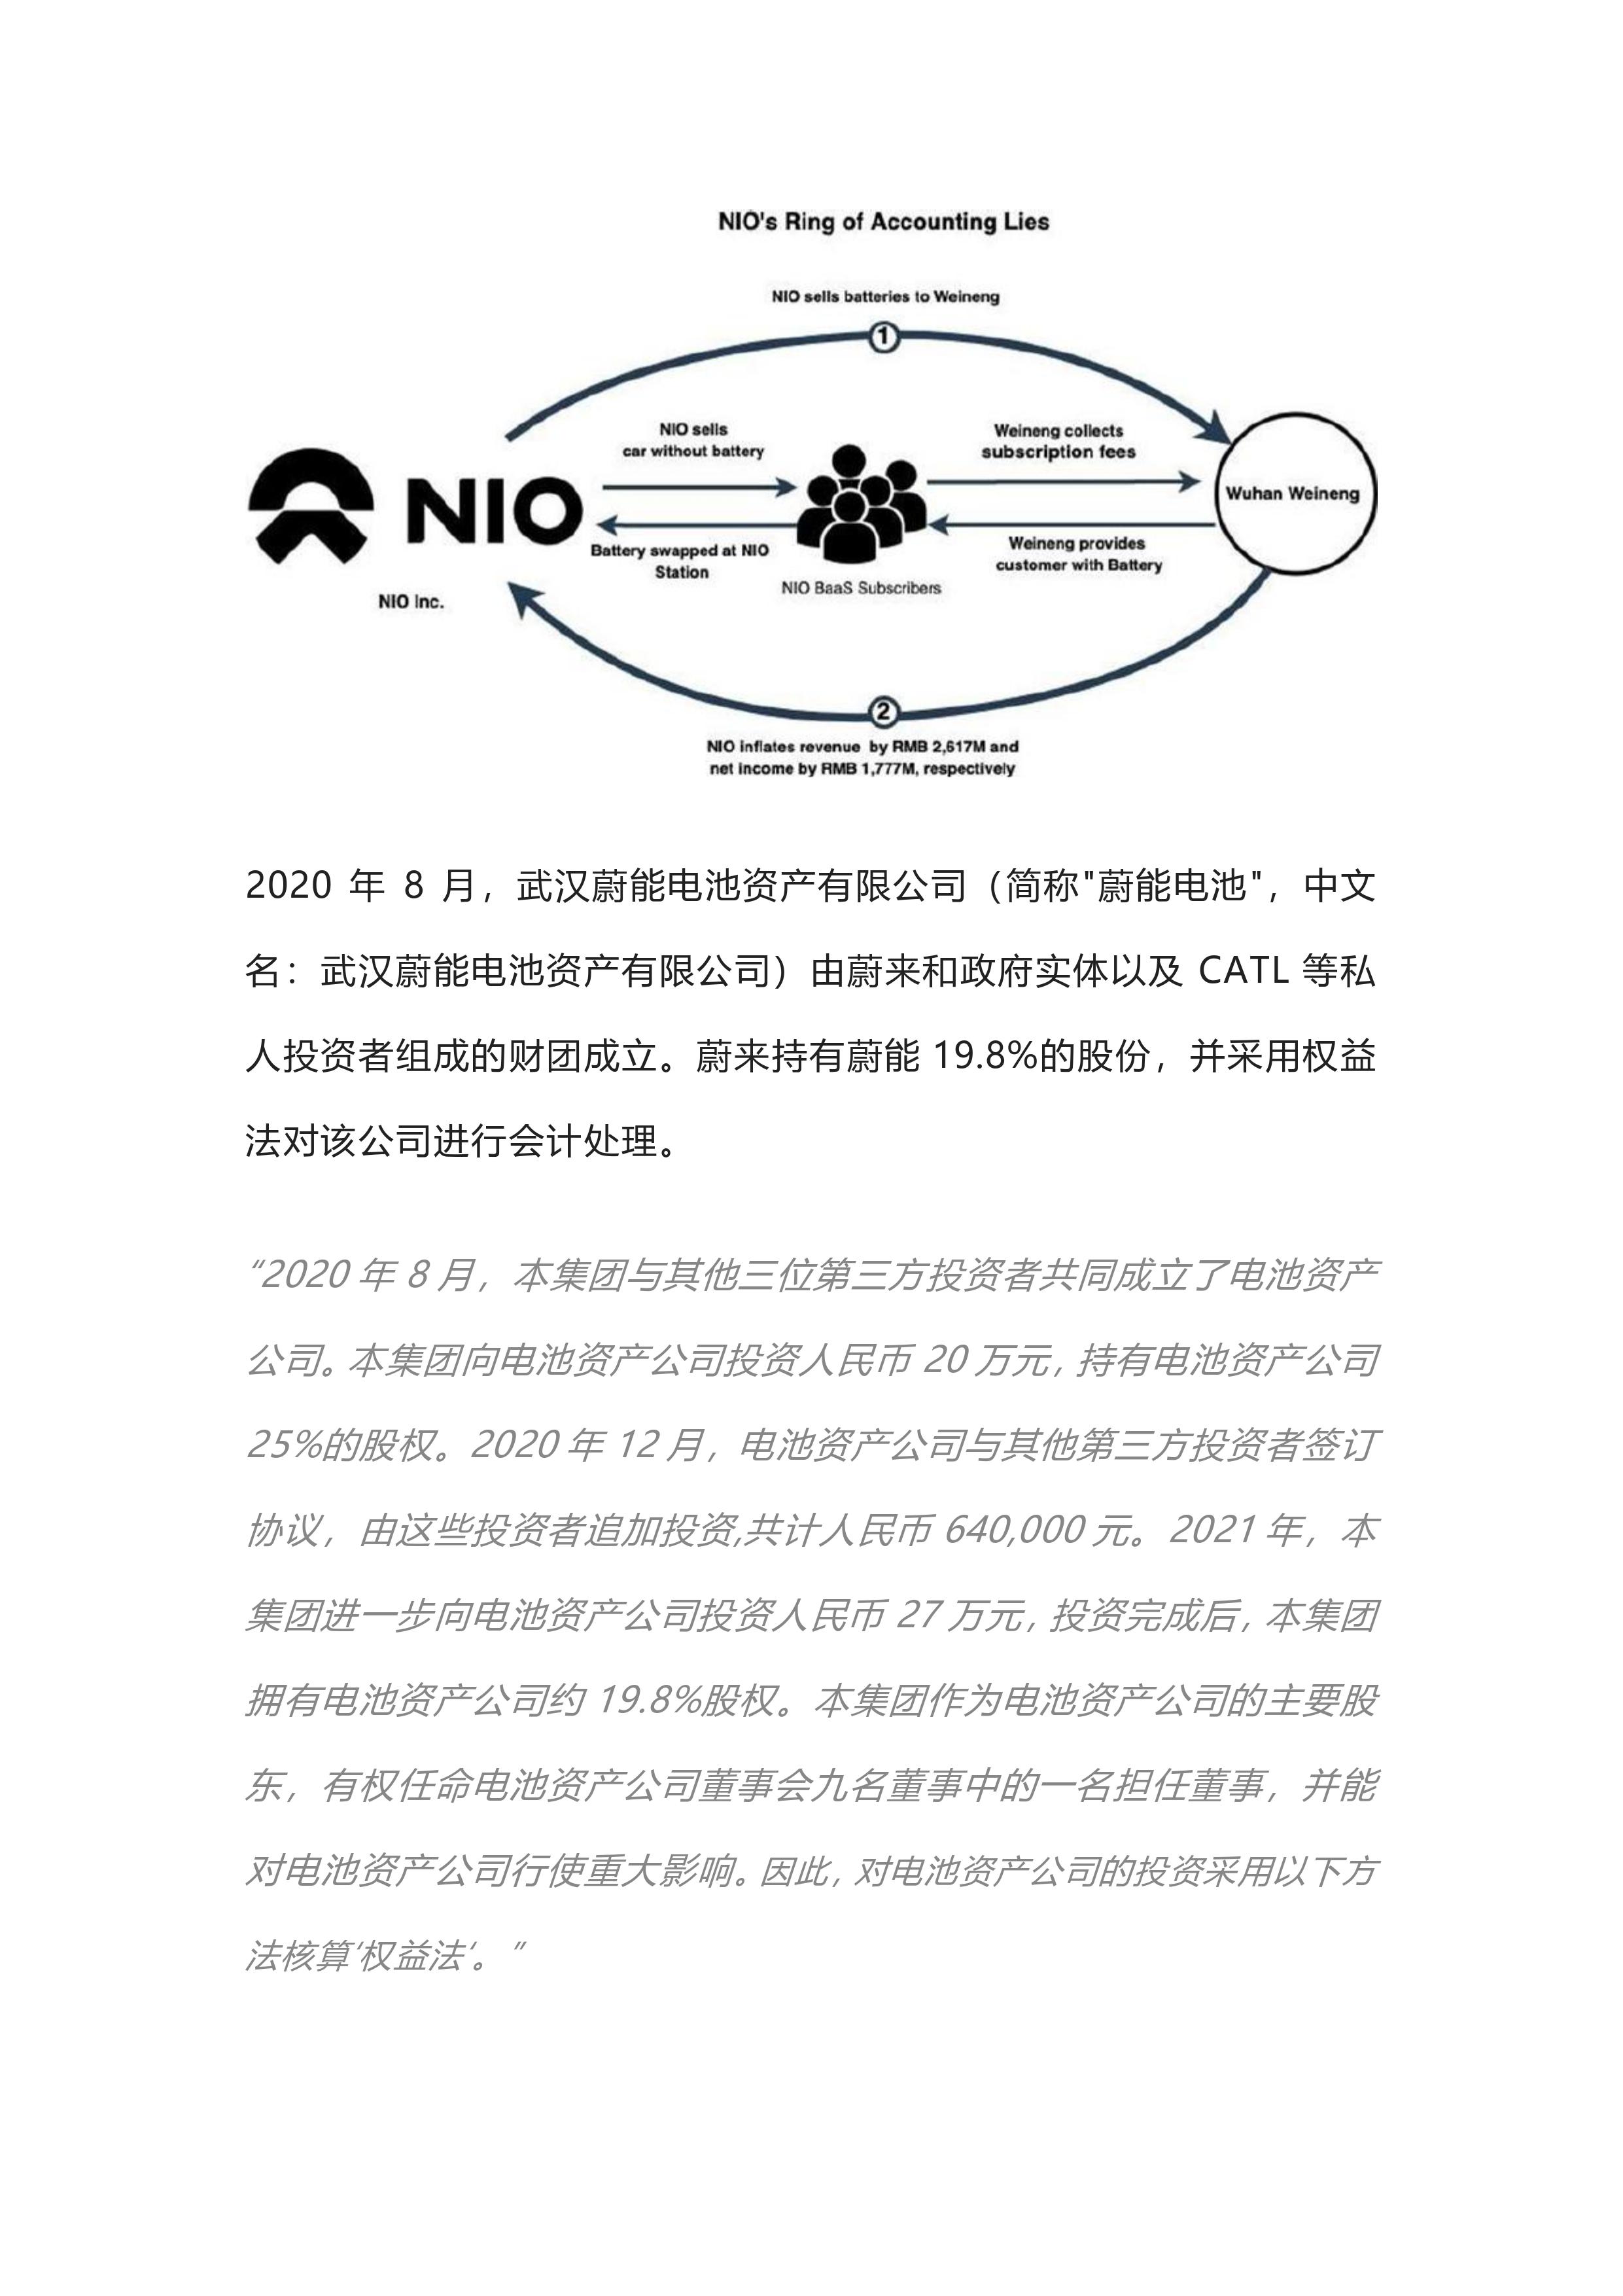 NIO's Ring of Accounting Lies
NIO sells batteries to Weineng
1
NIO sells
car without battery
Weineng collects
subscription fees
NIO
Wuhan Weineng
Battery swapped at NIO
Station
Weineng provides
customer with Battery
NIO BaaS Subscribers
NIO Inc.
2
NIO inflates revenue by RMB 2,617M and
net income by RMB 1,777M, respectively
2020 年 8 月，武汉蔚能电池资产有限公司（简称"蔚能电池"，中文
名：武汉蔚能电池资产有限公司）由蔚来和政府实体以及 CATL 等私
人投资者组成的财团成立。蔚来持有蔚能 19.8%的股份，并采用权益
法对该公司进行会计处理。
“2020 年 8 月，本集团与其他三位第三方投资者共同成立了电池资产
公司。本集团向电池资产公司投资人民币 20 万元，持有电池资产公司
25%的股权。2020 年 12 月，电池资产公司与其他第三方投资者签订
协议，由这些投资者追加投资,共计人民币 640,000 元。2021 年，本
集团进一步向电池资产公司投资人民币 27 万元，投资完成后，本集团
拥有电池资产公司约 19.8%股权。本集团作为电池资产公司的主要股
东，有权任命电池资产公司董事会九名董事中的一名担任董事，并能
对电池资产公司行使重大影响。因此，对电池资产公司的投资采用以下方
法核算‘权益法‘。”